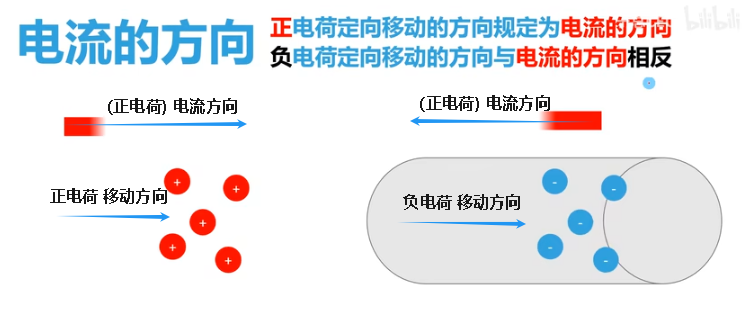 电流的方向
正电荷定向移动的方向规定为电流的方向
负电荷定向移动的方向与电流的方向相反
bilibili
(正电荷) 电流方向
(正电荷) 电流方向
正电荷 移动方向
+
+
+
+
+
负电荷 移动方向
-
-
-
-
-